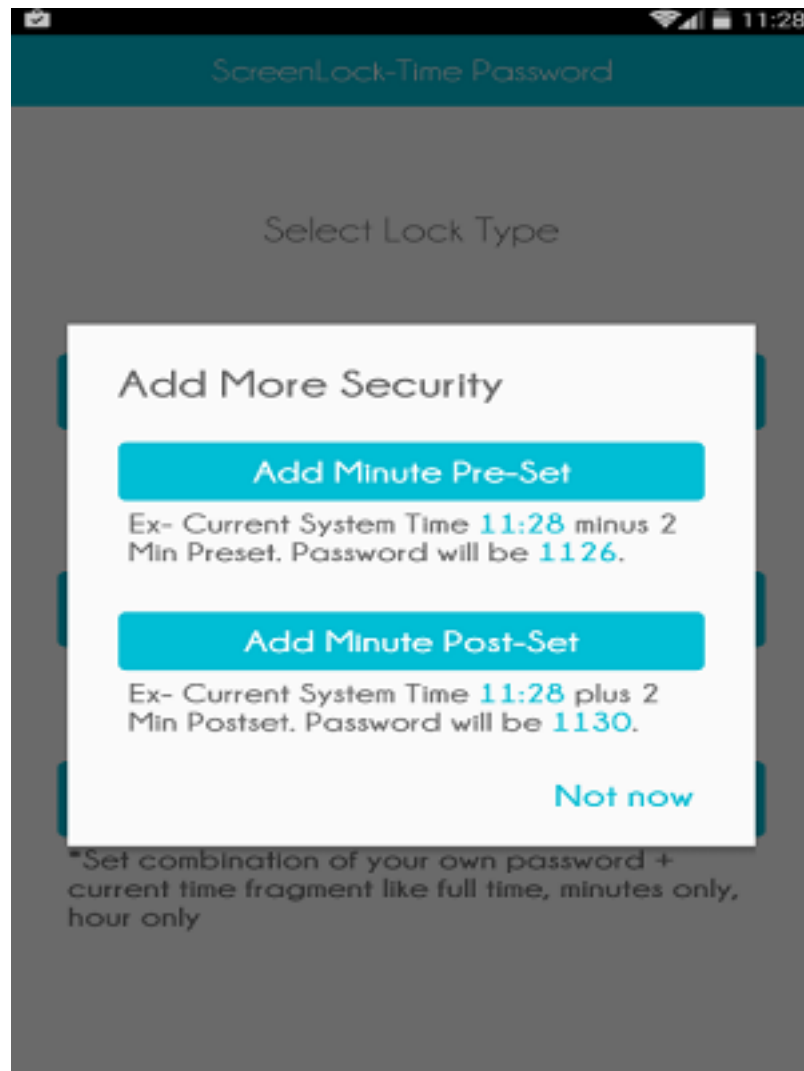 11:28
ScreenLock-Time Password
Select Lock Type
Add More Security
Add Minute Pre-Set
Ex- Current System Time 11:28 minus 2
Min Preset. Password will be 1126.
Add Minute Post-Set
Ex- Current System Time 11:28 plus 2
Min Postset. Password will be 1130.
Not now
*Set combination of your own password +
current time fragment like full time, minutes only,
hour only